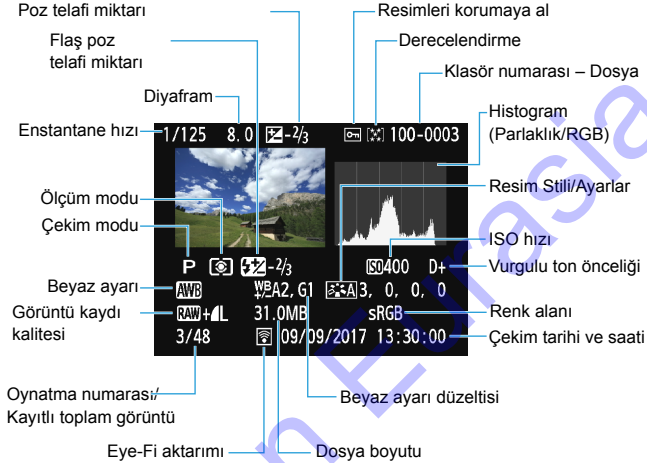 Poz telafi miktarı
Resimleri korumaya al
Flaş poz
telafi miktarı
Derecelendirme
Klasör numarası – Dosya
Diyafram
Histogram
(Parlaklık/RGB)
Enstantane hızı
1/125 8.0 -2/3 100-0003
Ölçüm modu
Resim Stili/Ayarlar
Çekim modu
ISO hızı
P -2/3 ISO400 D+
Vurgulu ton önceliği
Beyaz ayarı
AWB WB A2, G1 A 3, 0, 0, 0
Görüntü kaydı
kalitesi
RAW+L 31.0MB sRGB
Renk alanı
3/48 09/09/2017 13:30:00
Çekim tarihi ve saati
Oynatma numarası/
Kayıtlı toplam görüntü
Beyaz ayarı düzeltisi
Eye-Fi aktarımı
Dosya boyutu
n Eurasia